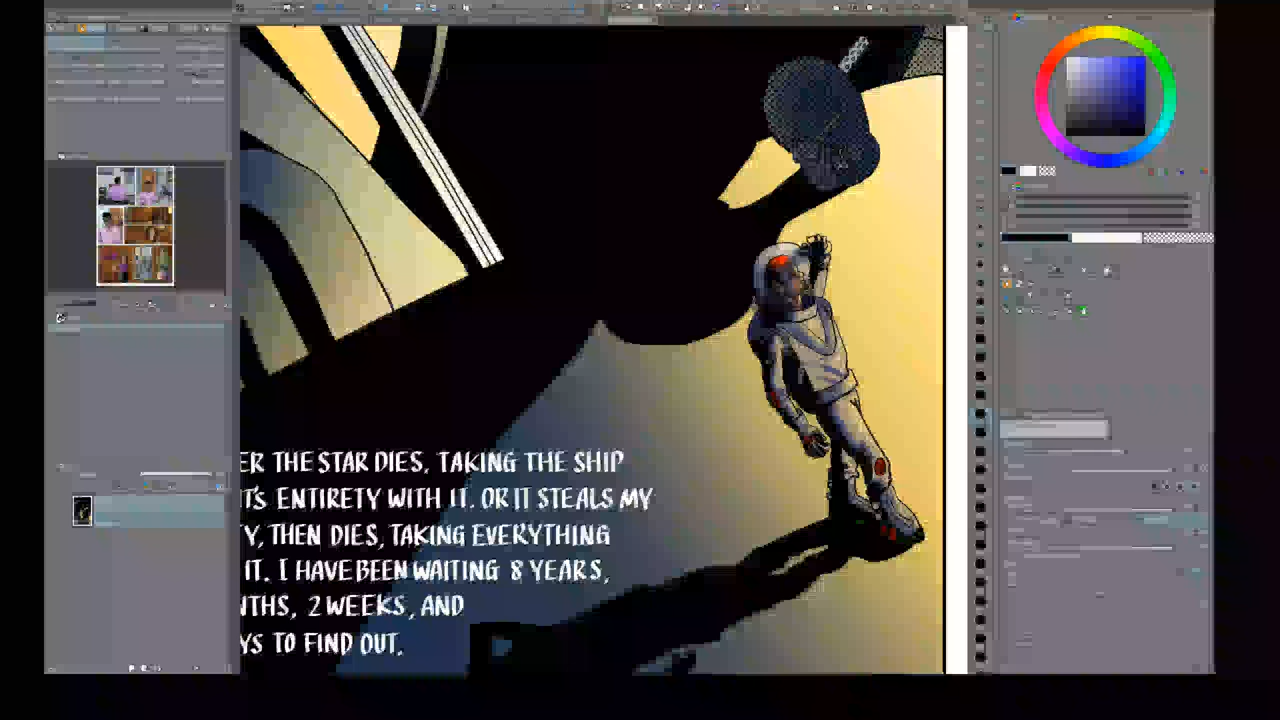 ER THE STAR DIES, TAKING THE SHIP
IT'S ENTIRETY WITH IT. OR IT STEALS MY
Y, THEN DIES, TAKING EVERYTHING
IT. I HAVE BEEN WAITING 8 YEARS,
NTHS, 2 WEEKS, AND
YS TO FIND OUT.